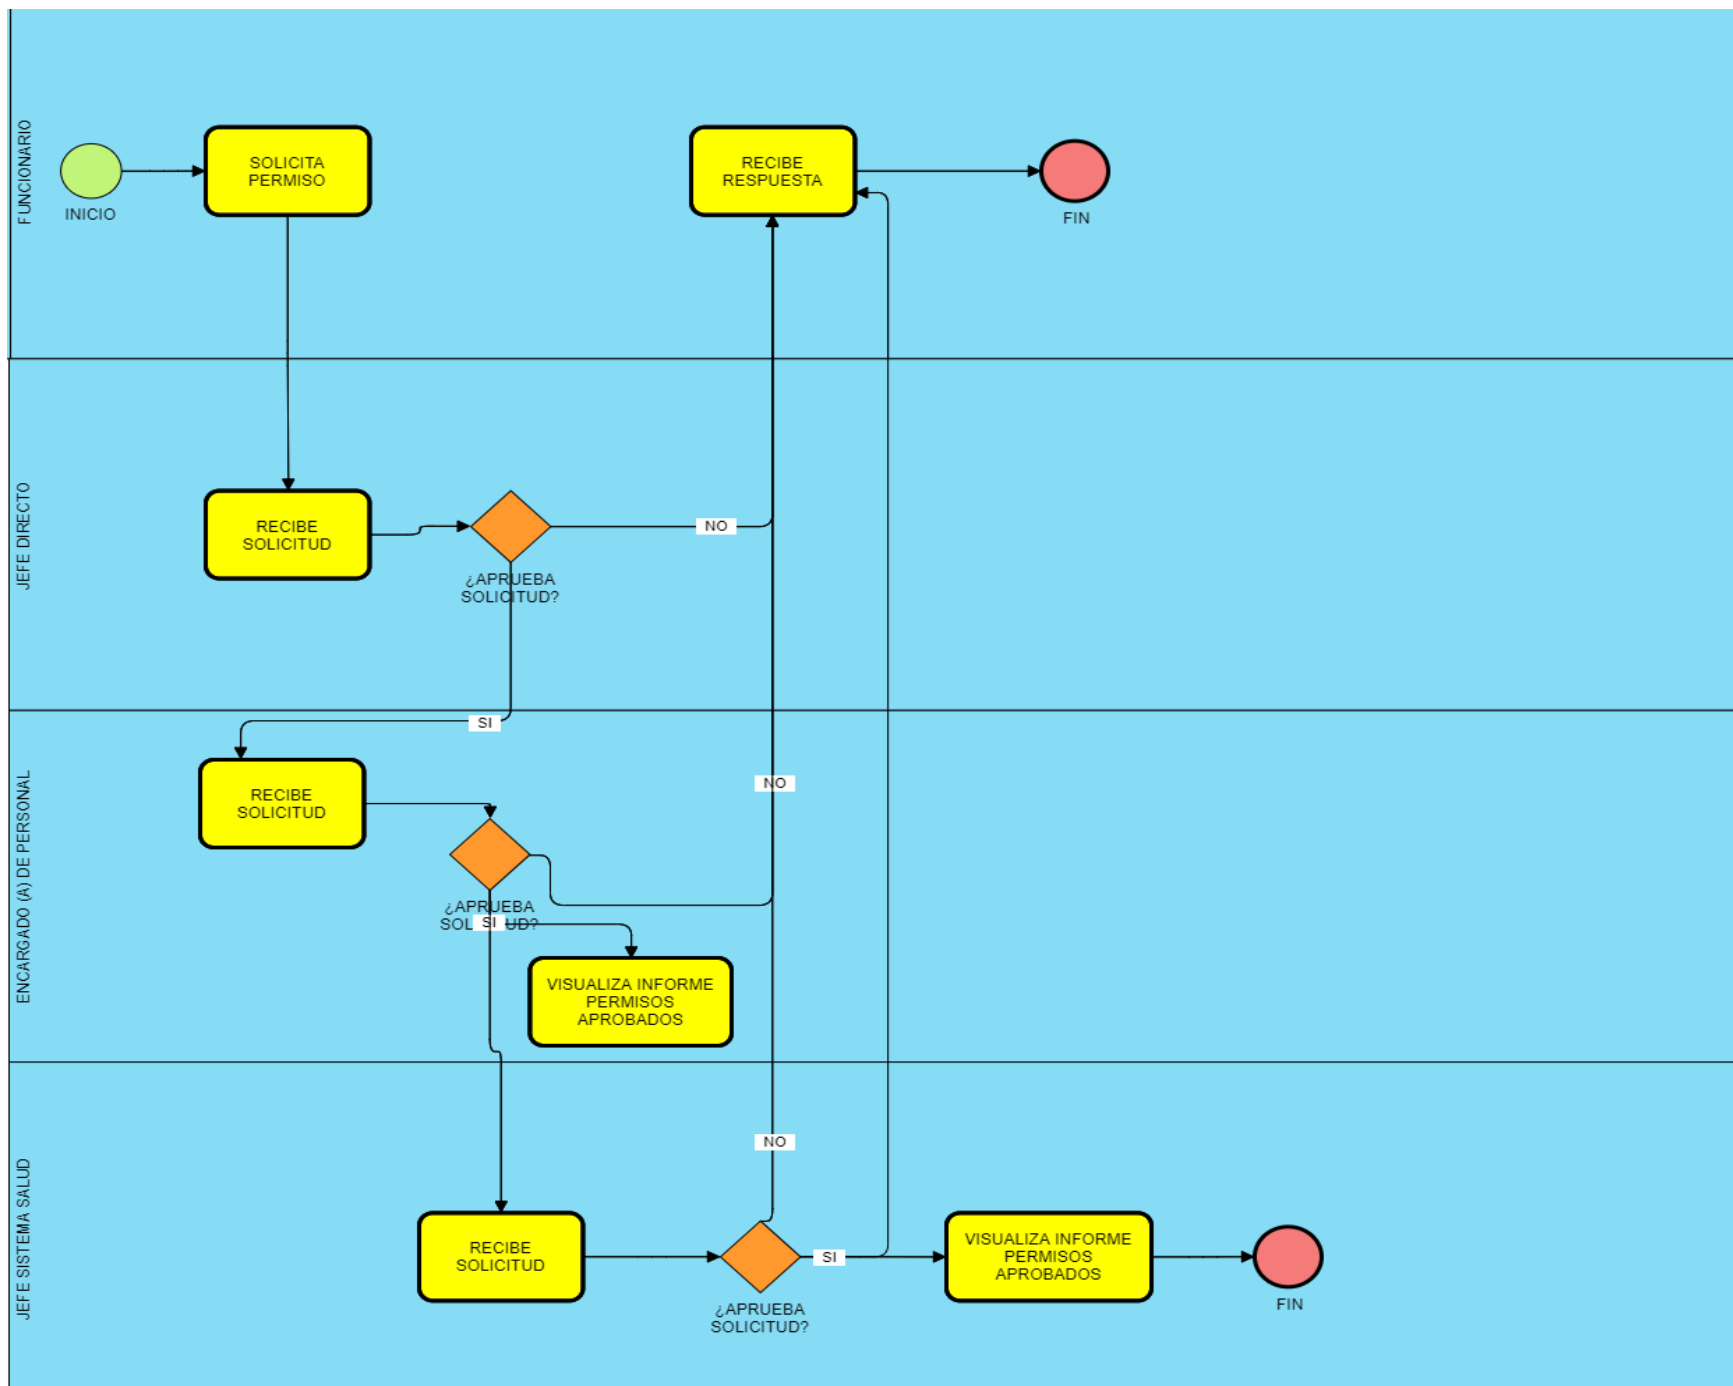 FUNCIONARIO
INICIO
SOLICITA
PERMISO
RECIBE
RESPUESTA
FIN
JEFE DIRECTO
RECIBE
SOLICITUD
¿APRUEBA
SOLICITUD?
NO
SI
ENCARGADO (A) DE PERSONAL
RECIBE
SOLICITUD
NO
¿APRUEBA
SOL UD?
SI
VISUALIZA INFORME
PERMISOS
APROBADOS
JEFE SISTEMA SALUD
NO
RECIBE
SOLICITUD
¿APRUEBA
SOLICITUD?
SI
VISUALIZA INFORME
PERMISOS
APROBADOS
FIN